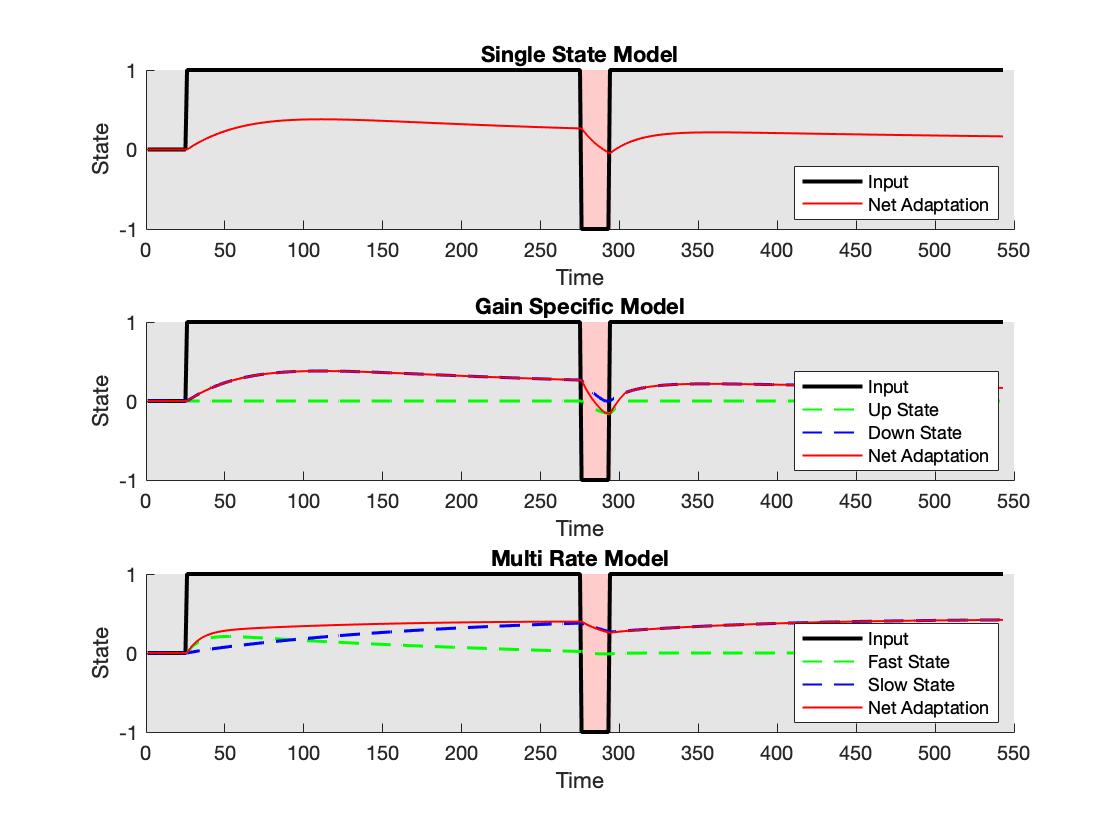 Single State Model
1
0
-1
State
0 50 100 150 200 250 300 350 400 450 500 550
Time
Input
Net Adaptation
Gain Specific Model
1
0
-1
State
0 50 100 150 200 250 300 350 400 450 500 550
Time
Input
Up State
Down State
Net Adaptation
Multi Rate Model
1
0
-1
State
0 50 100 150 200 250 300 350 400 450 500 550
Time
Input
Fast State
Slow State
Net Adaptation